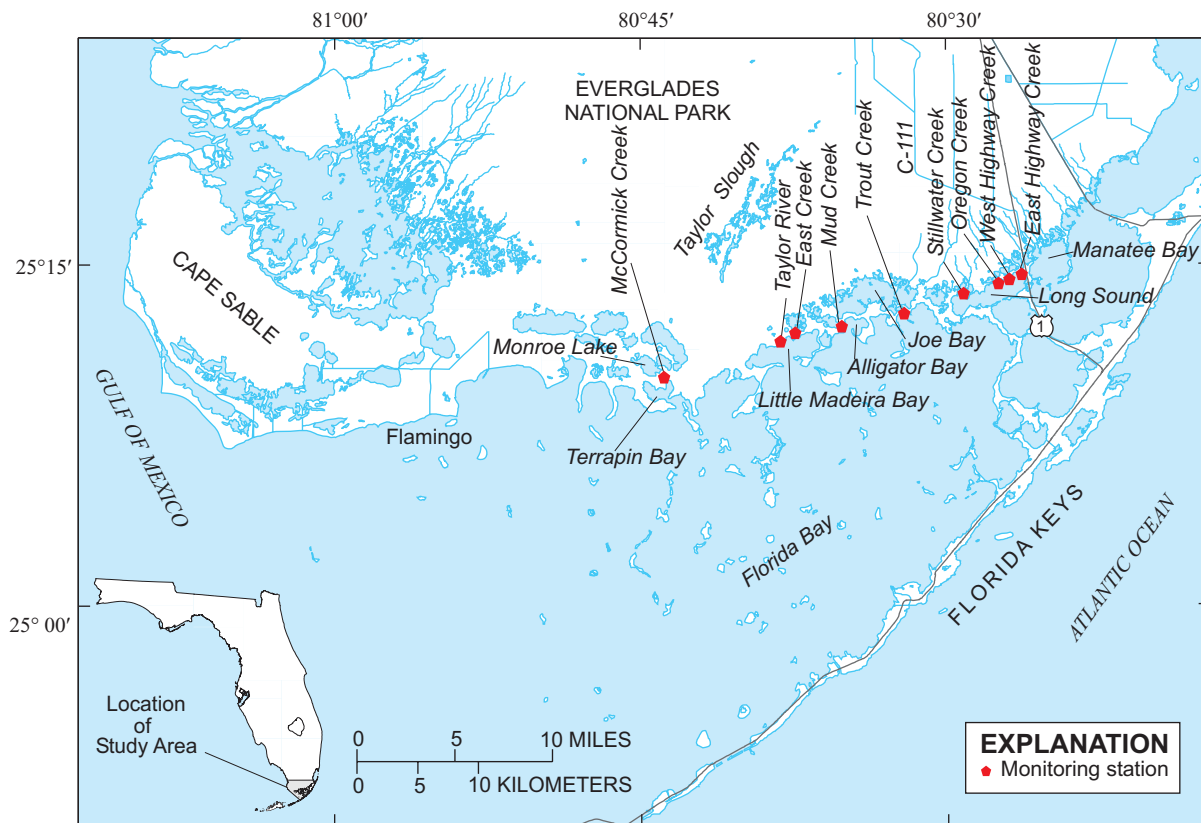 81°00′
80°45′
80°30′
EVERGLADES
NATIONAL PARK
McCormick Creek
Taylor Slough
Taylor River
East Creek
Mud Creek
Trout Creek
C-111
Stillwater Creek
Oregon Creek
West Highway Creek
East Highway Creek
25°15′
CAPE SABLE
Manatee Bay
Long Sound
1
Joe Bay
Alligator Bay
Monroe Lake
Little Madeira Bay
GULF OF MEXICO
Flamingo
Terrapin Bay
Florida Bay
FLORIDA KEYS
ATLANTIC OCEAN
25° 00′
Location
of
Study Area
0 5 10 MILES
0 5 10 KILOMETERS
EXPLANATION
Monitoring station